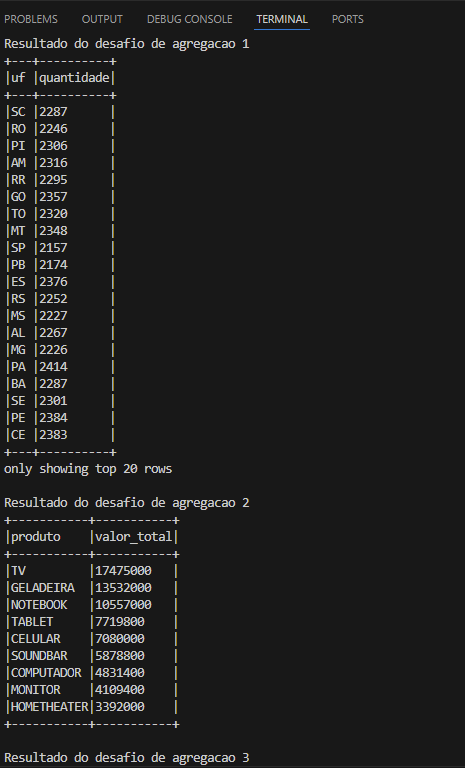 PROBLEMS OUTPUT DEBUG CONSOLE TERMINAL PORTS
Resultado do desafio de agregacao 1
+---+----------+
|uf |quantidade|
+---+----------+
|SC |2287      |
|RO |2246      |
|PI |2306      |
|AM |2316      |
|RR |2295      |
|GO |2357      |
|TO |2320      |
|MT |2348      |
|SP |2157      |
|PB |2174      |
|ES |2376      |
|RS |2252      |
|MS |2227      |
|AL |2267      |
|MG |2226      |
|PA |2414      |
|BA |2287      |
|SE |2301      |
|PE |2384      |
|CE |2383      |
+---+----------+
only showing top 20 rows
Resultado do desafio de agregacao 2
+-----------+-----------+
|produto    |valor_total|
+-----------+-----------+
|TV         |17475000   |
|GELADEIRA  |13532000   |
|NOTEBOOK   |10557000   |
|TABLET     |7719800    |
|CELULAR    |7080000    |
|SOUNDBAR   |5878800    |
|COMPUTADOR |4831400    |
|MONITOR    |4109400    |
|HOMETHEATER|3392000    |
+-----------+-----------+
Resultado do desafio de agregacao 3